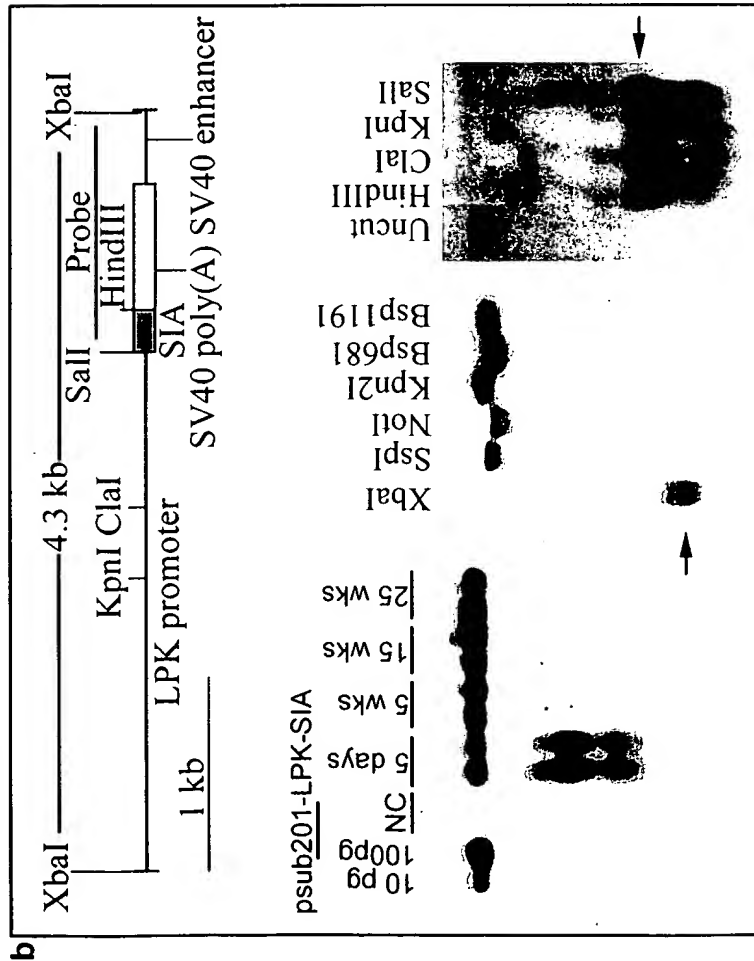 b
XbaI 4.3 kb XbaI
Probe
SalI HindIII
KpnI ClaI
LPK promoter SIA
SV40 poly(A) SV40 enhancer
1 kb
psub201-LPK-SIA
10 pg
100pg
NC
5 days
5 wks
15 wks
25 wks
XbaI
SspI
NotI
Kpn2I
Bsp68I
Bsp119I
Uncut
HindIII
ClaI
KpnI
SalI